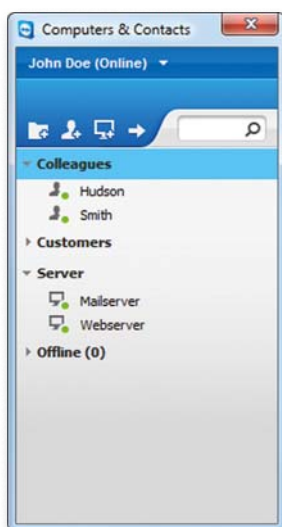 Computers & Contacts
John Doe (Online)
Colleagues
Hudson
Smith
Customers
Server
Mailserver
Webserver
Offline (0)